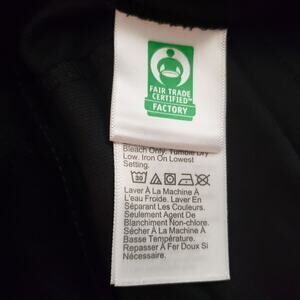 FAIR TRADE
CERTIFIED™
FACTORY
Bleach Only. Tumble Dry
Low. Iron On Lowest
Setting.
30
Laver À La Machine À
L'eau Froide. Laver En
Séparant Les Couleurs.
Seulement Agent De
Blanchiment Non-chlore.
Sécher À La Machine À
Basse Température.
Repasser À Fer Doux Si
Nécessaire.